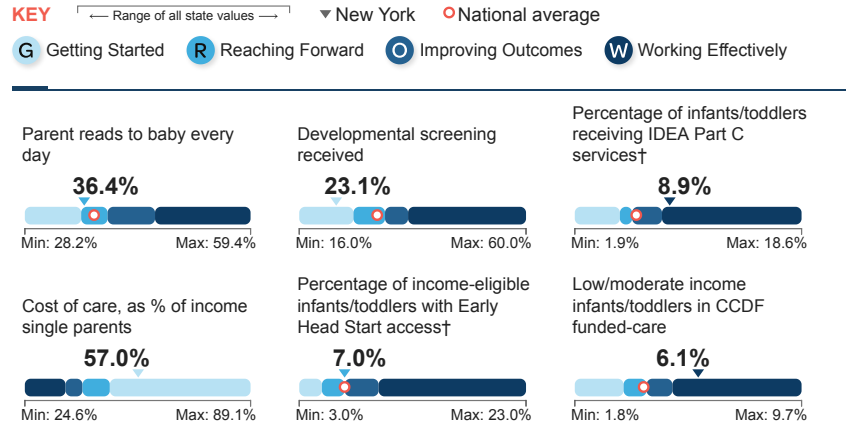 KEY
← Range of all state values →
New York
National average
G Getting Started
R Reaching Forward
O Improving Outcomes
W Working Effectively
Parent reads to baby every
day
36.4%
Min: 28.2%
Max: 59.4%
Developmental screening
received
23.1%
Min: 16.0%
Max: 60.0%
Percentage of infants/toddlers
receiving IDEA Part C
services†
8.9%
Min: 1.9%
Max: 18.6%
Cost of care, as % of income
single parents
57.0%
Min: 24.6%
Max: 89.1%
Percentage of income-eligible
infants/toddlers with Early
Head Start access†
7.0%
Min: 3.0%
Max: 23.0%
Low/moderate income
infants/toddlers in CCDF
funded-care
6.1%
Min: 1.8%
Max: 9.7%